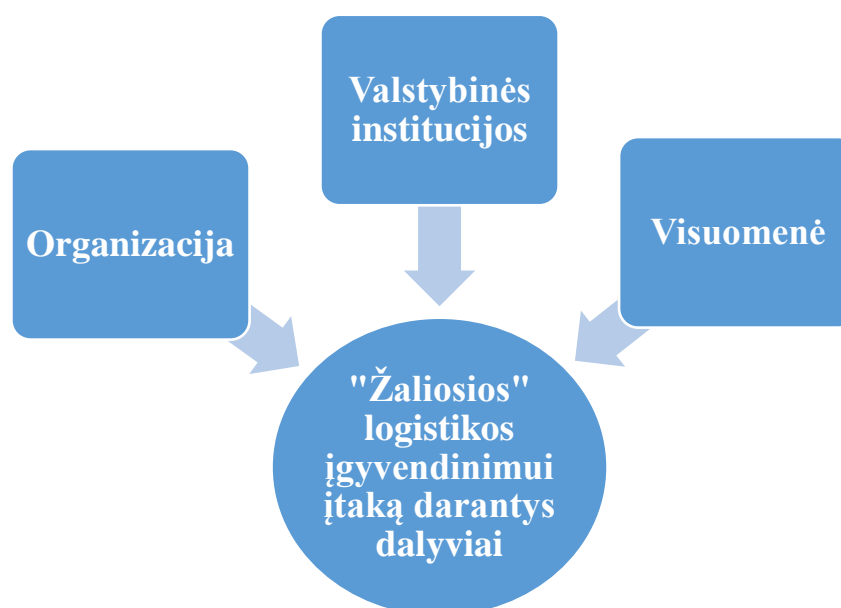 Valstybinės
institucijos
Organizacija
Visuomenė
"Žaliosios"
logistikos
įgyvendinimui
įtaką darantys
dalyviai